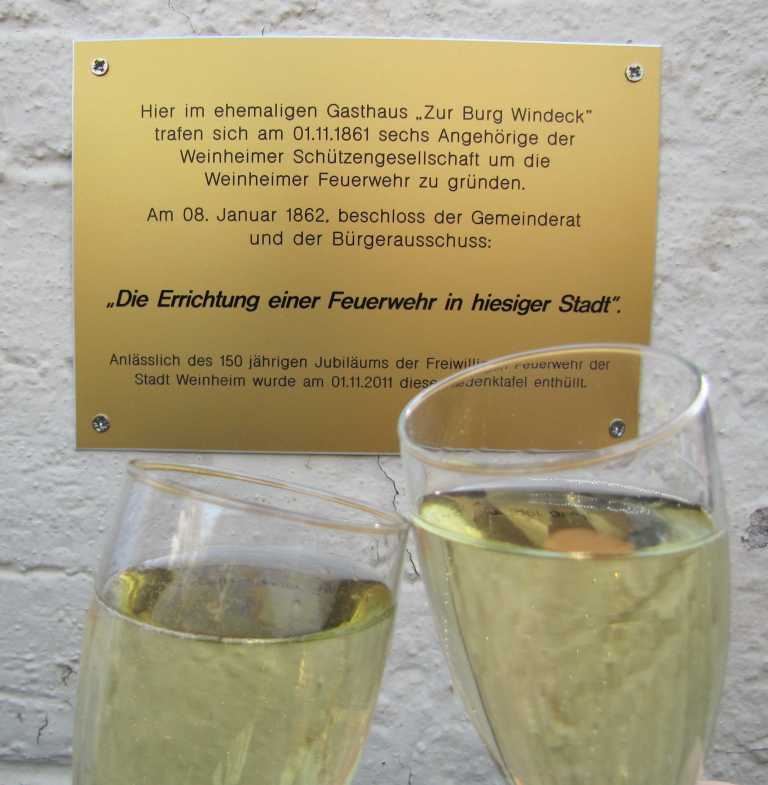 Hier im ehemaligen Gasthaus „Zur Burg Windeck"
trafen sich am 01.11.1861 sechs Angehörige der
Weinheimer Schützengesellschaft um die
Weinheimer Feuerwehr zu gründen.
Am 08. Januar 1862, beschloss der Gemeinderat
und der Bürgerausschuss:
„Die Errichtung einer Feuerwehr in hiesiger Stadt".
Anlässlich des 150 jährigen Jubiläums der Freiwilligen Feuerwehr der
Stadt Weinheim wurde am 01.11.2011 diese Gedenktafel enthüllt.